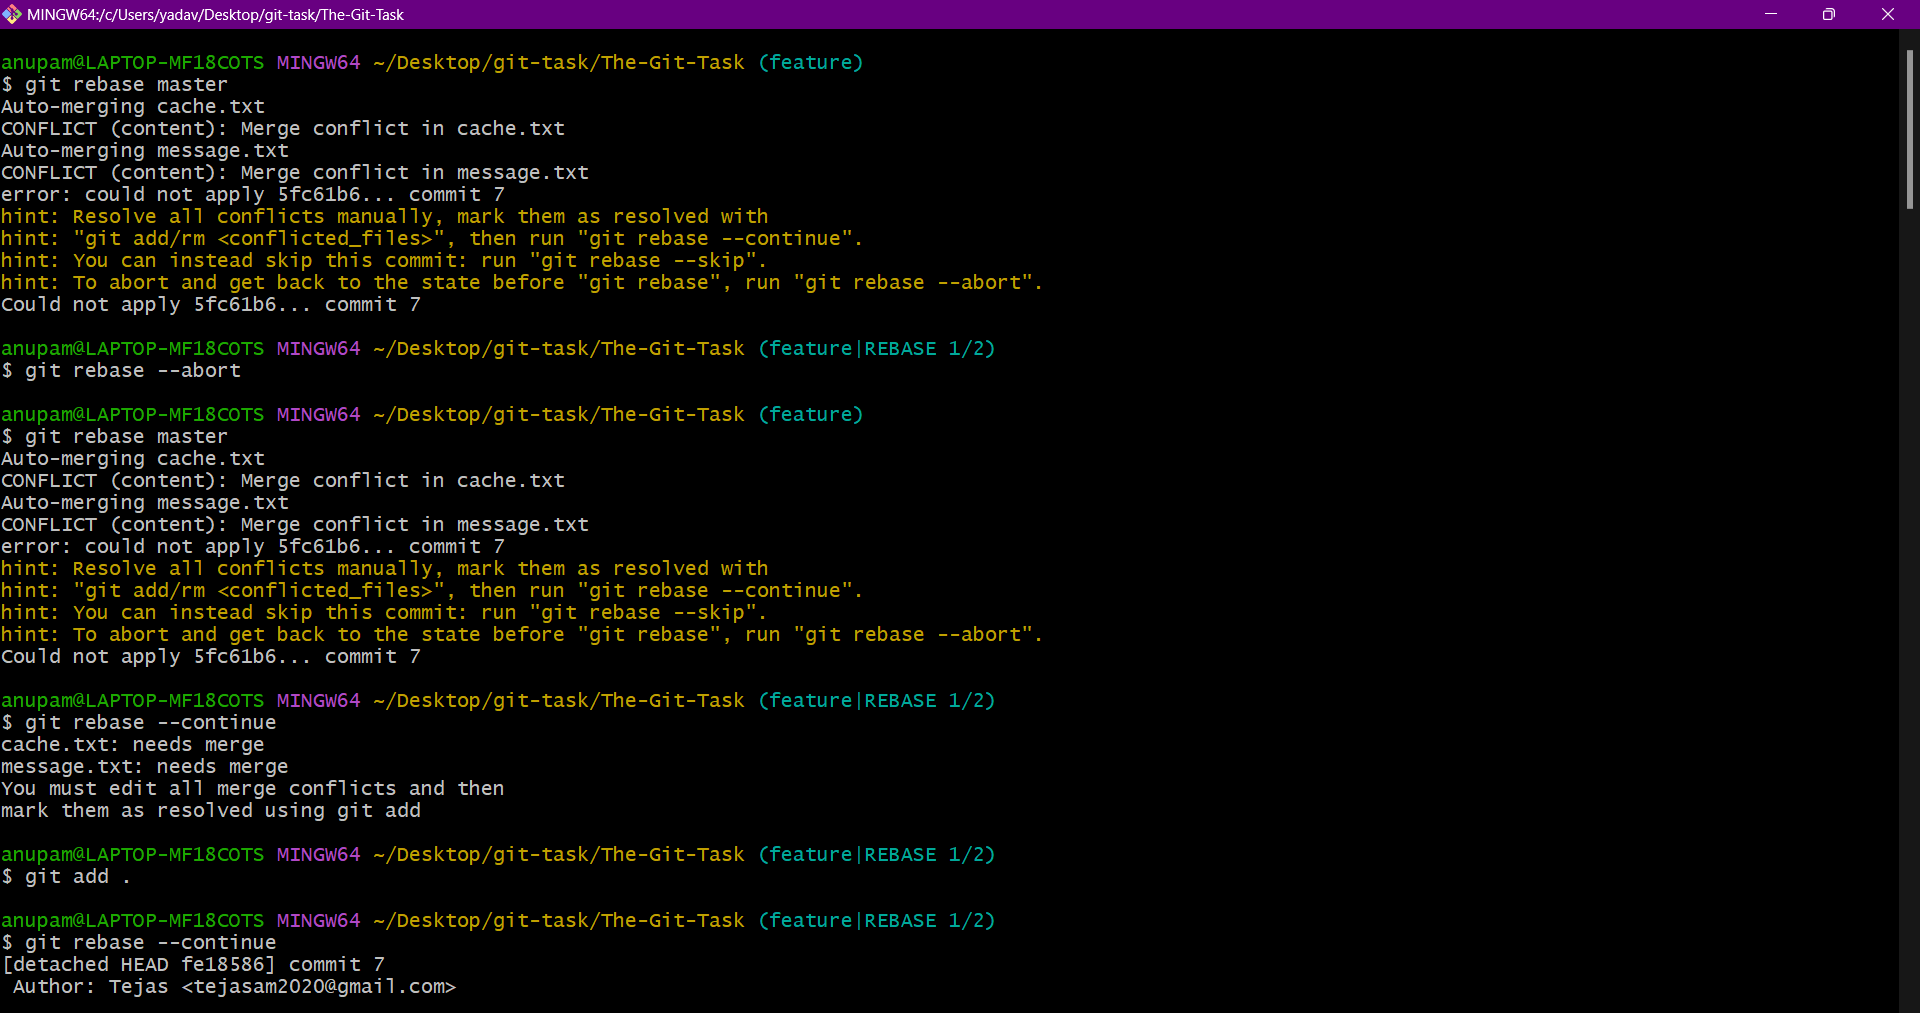 MINGW64:/c/Users/yadav/Desktop/git-task/The-Git-Task
anupam@LAPTOP-MF18COTS MINGW64 ~/Desktop/git-task/The-Git-Task (feature)
$ git rebase master
Auto-merging cache.txt
CONFLICT (content): Merge conflict in cache.txt
Auto-merging message.txt
CONFLICT (content): Merge conflict in message.txt
error: could not apply 5fc61b6... commit 7
hint: Resolve all conflicts manually, mark them as resolved with
hint: "git add/rm <conflicted_files>", then run "git rebase --continue".
hint: You can instead skip this commit: run "git rebase --skip".
hint: To abort and get back to the state before "git rebase", run "git rebase --abort".
Could not apply 5fc61b6... commit 7
anupam@LAPTOP-MF18COTS MINGW64 ~/Desktop/git-task/The-Git-Task (feature|REBASE 1/2)
$ git rebase --abort
anupam@LAPTOP-MF18COTS MINGW64 ~/Desktop/git-task/The-Git-Task (feature)
$ git rebase master
Auto-merging cache.txt
CONFLICT (content): Merge conflict in cache.txt
Auto-merging message.txt
CONFLICT (content): Merge conflict in message.txt
error: could not apply 5fc61b6... commit 7
hint: Resolve all conflicts manually, mark them as resolved with
hint: "git add/rm <conflicted_files>", then run "git rebase --continue".
hint: You can instead skip this commit: run "git rebase --skip".
hint: To abort and get back to the state before "git rebase", run "git rebase --abort".
Could not apply 5fc61b6... commit 7
anupam@LAPTOP-MF18COTS MINGW64 ~/Desktop/git-task/The-Git-Task (feature|REBASE 1/2)
$ git rebase --continue
cache.txt: needs merge
message.txt: needs merge
You must edit all merge conflicts and then
mark them as resolved using git add
anupam@LAPTOP-MF18COTS MINGW64 ~/Desktop/git-task/The-Git-Task (feature|REBASE 1/2)
$ git add .
anupam@LAPTOP-MF18COTS MINGW64 ~/Desktop/git-task/The-Git-Task (feature|REBASE 1/2)
$ git rebase --continue
[detached HEAD fe18586] commit 7
Author: Tejas <tejasam2020@gmail.com>